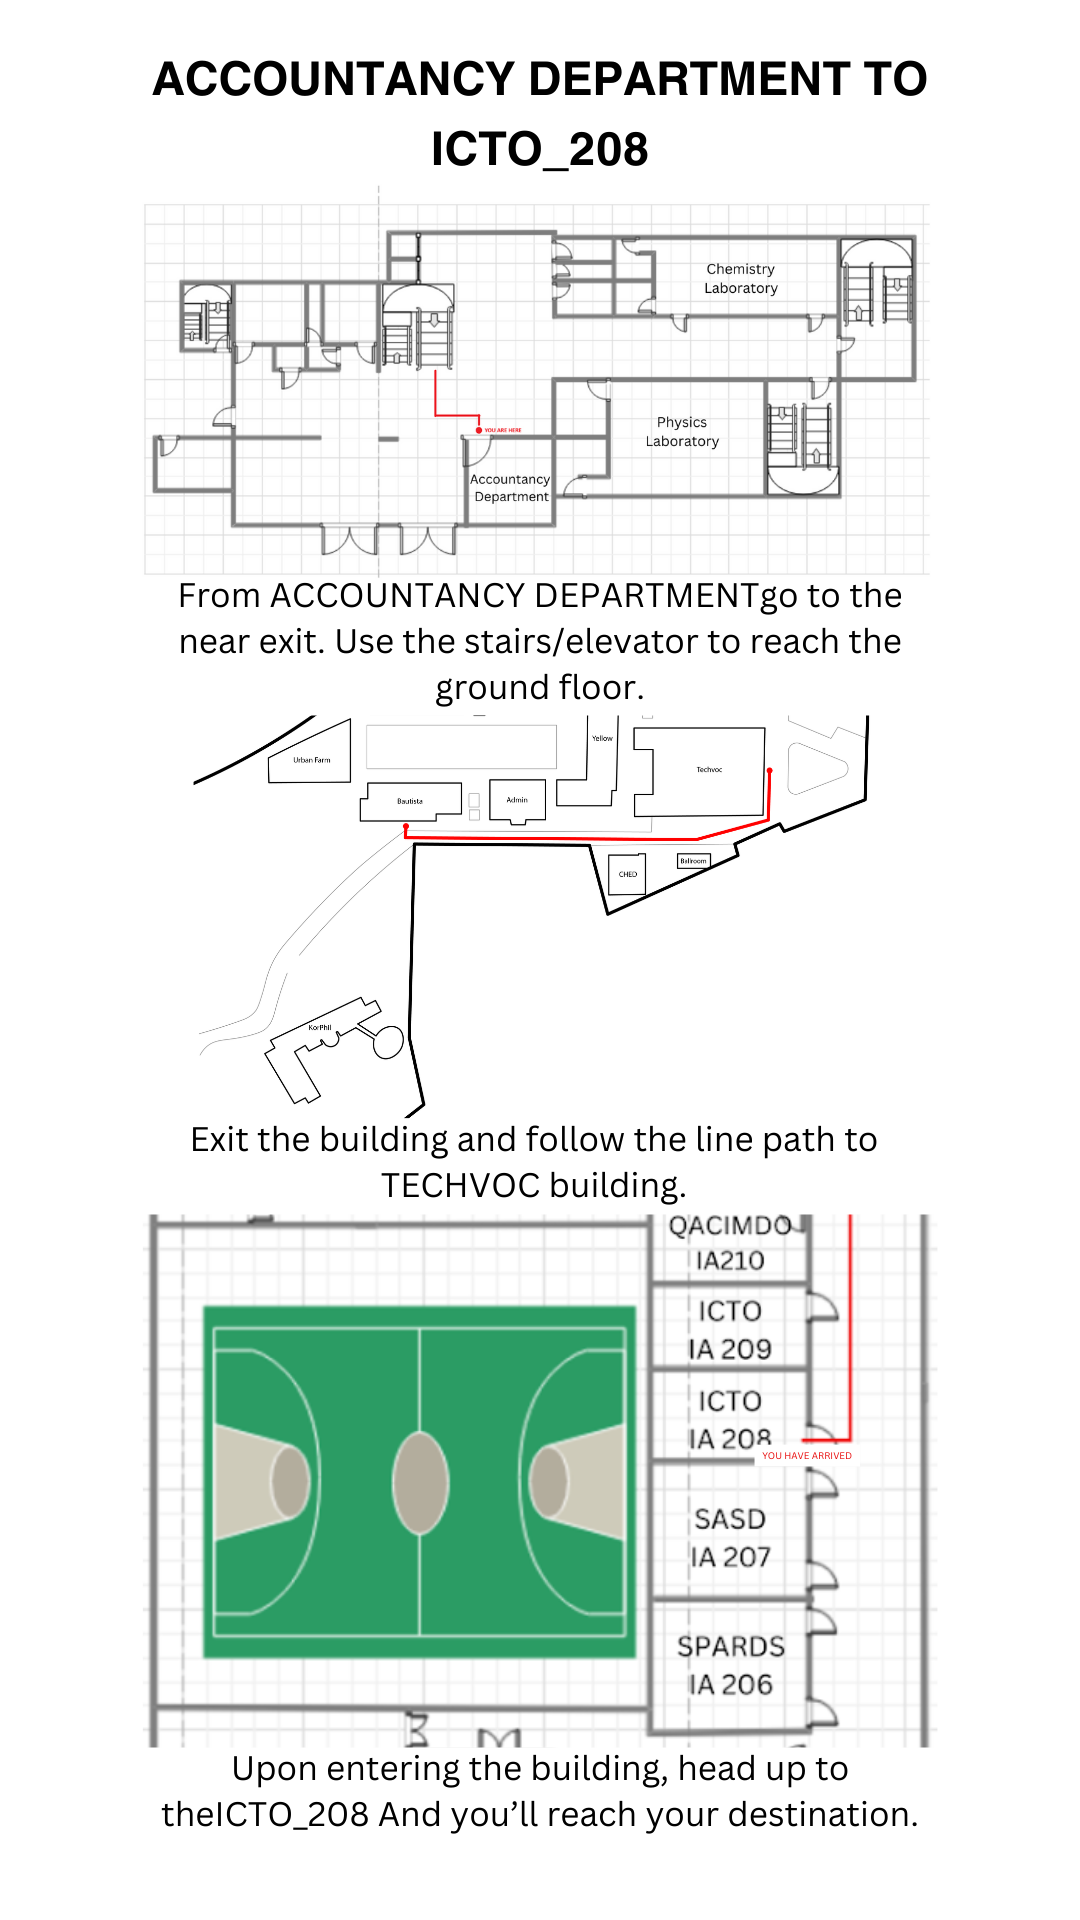 ACCOUNTANCY DEPARTMENT TO
ICTO_208
Chemistry
Laboratory
Physics
Laboratory
YOU ARE HERE
Accountancy
Department
From ACCOUNTANCY DEPARTMENTgo to the
near exit. Use the stairs/elevator to reach the
ground floor.
Urban Farm
Yellow
Techvoc
Bautista
Admin
CHED
Ballroom
KorPhil
Exit the building and follow the line path to
TECHVOC building.
QACIMDO
IA210
ICTO
IA 209
ICTO
IA 208
YOU HAVE ARRIVED
SASD
IA 207
SPARDS
IA 206
Upon entering the building, head up to
theICTO_208 And you’ll reach your destination.